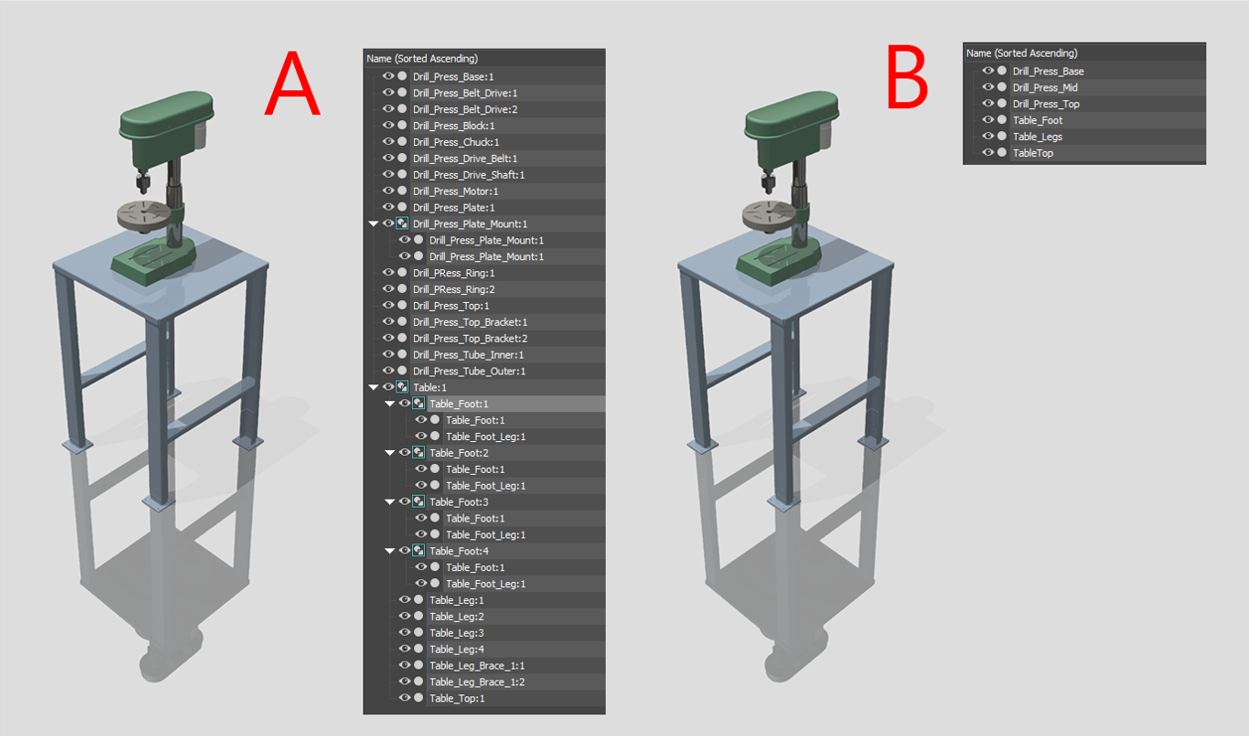 A
Name (Sorted Ascending)
Drill_Press_Base:1
Drill_Press_Belt_Drive:1
Drill_Press_Belt_Drive:2
Drill_Press_Block:1
Drill_Press_Chuck:1
Drill_Press_Drive_Belt:1
Drill_Press_Drive_Shaft:1
Drill_Press_Motor:1
Drill_Press_Plate:1
Drill_Press_Plate_Mount:1
Drill_Press_Plate_Mount:1
Drill_Press_Plate_Mount:1
Drill_PRess_Ring:1
Drill_PRess_Ring:2
Drill_Press_Top:1
Drill_Press_Top_Bracket:1
Drill_Press_Top_Bracket:2
Drill_Press_Tube_Inner:1
Drill_Press_Tube_Outer:1
Table:1
Table_Foot:1
Table_Foot:1
Table_Foot_Leg:1
Table_Foot:2
Table_Foot:1
Table_Foot_Leg:1
Table_Foot:3
Table_Foot:1
Table_Foot_Leg:1
Table_Foot:4
Table_Foot:1
Table_Foot_Leg:1
Table_Leg:1
Table_Leg:2
Table_Leg:3
Table_Leg:4
Table_Leg_Brace_1:1
Table_Leg_Brace_1:2
Table_Top:1
B
Name (Sorted Ascending)
Drill_Press_Base
Drill_Press_Mid
Drill_Press_Top
Table_Foot
Table_Legs
TableTop